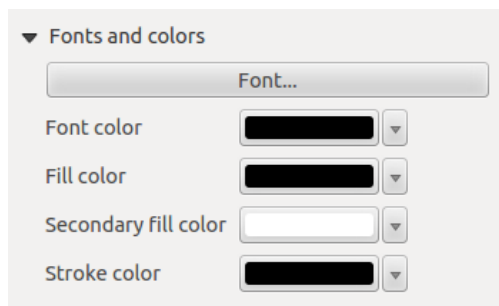 Fonts and colors
Font...
Font color
Fill color
Secondary fill color
Stroke color